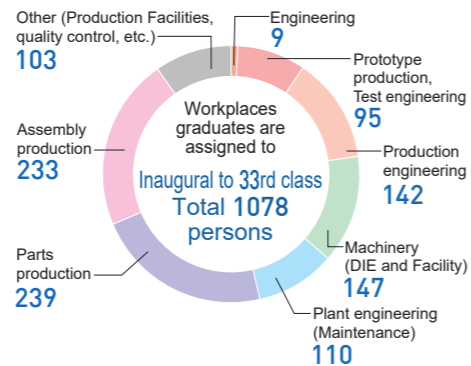 Other (Production Facilities,
quality control, etc.)
103
Engineering
9
Prototype
production,
Test engineering
95
Production
engineering
142
Machinery
(DIE and Facility)
147
Plant engineering
(Maintenance)
110
Parts
production
239
Assembly
production
233
Workplaces
graduates are
assigned to
Inaugural to 33rd class
Total 1078
persons